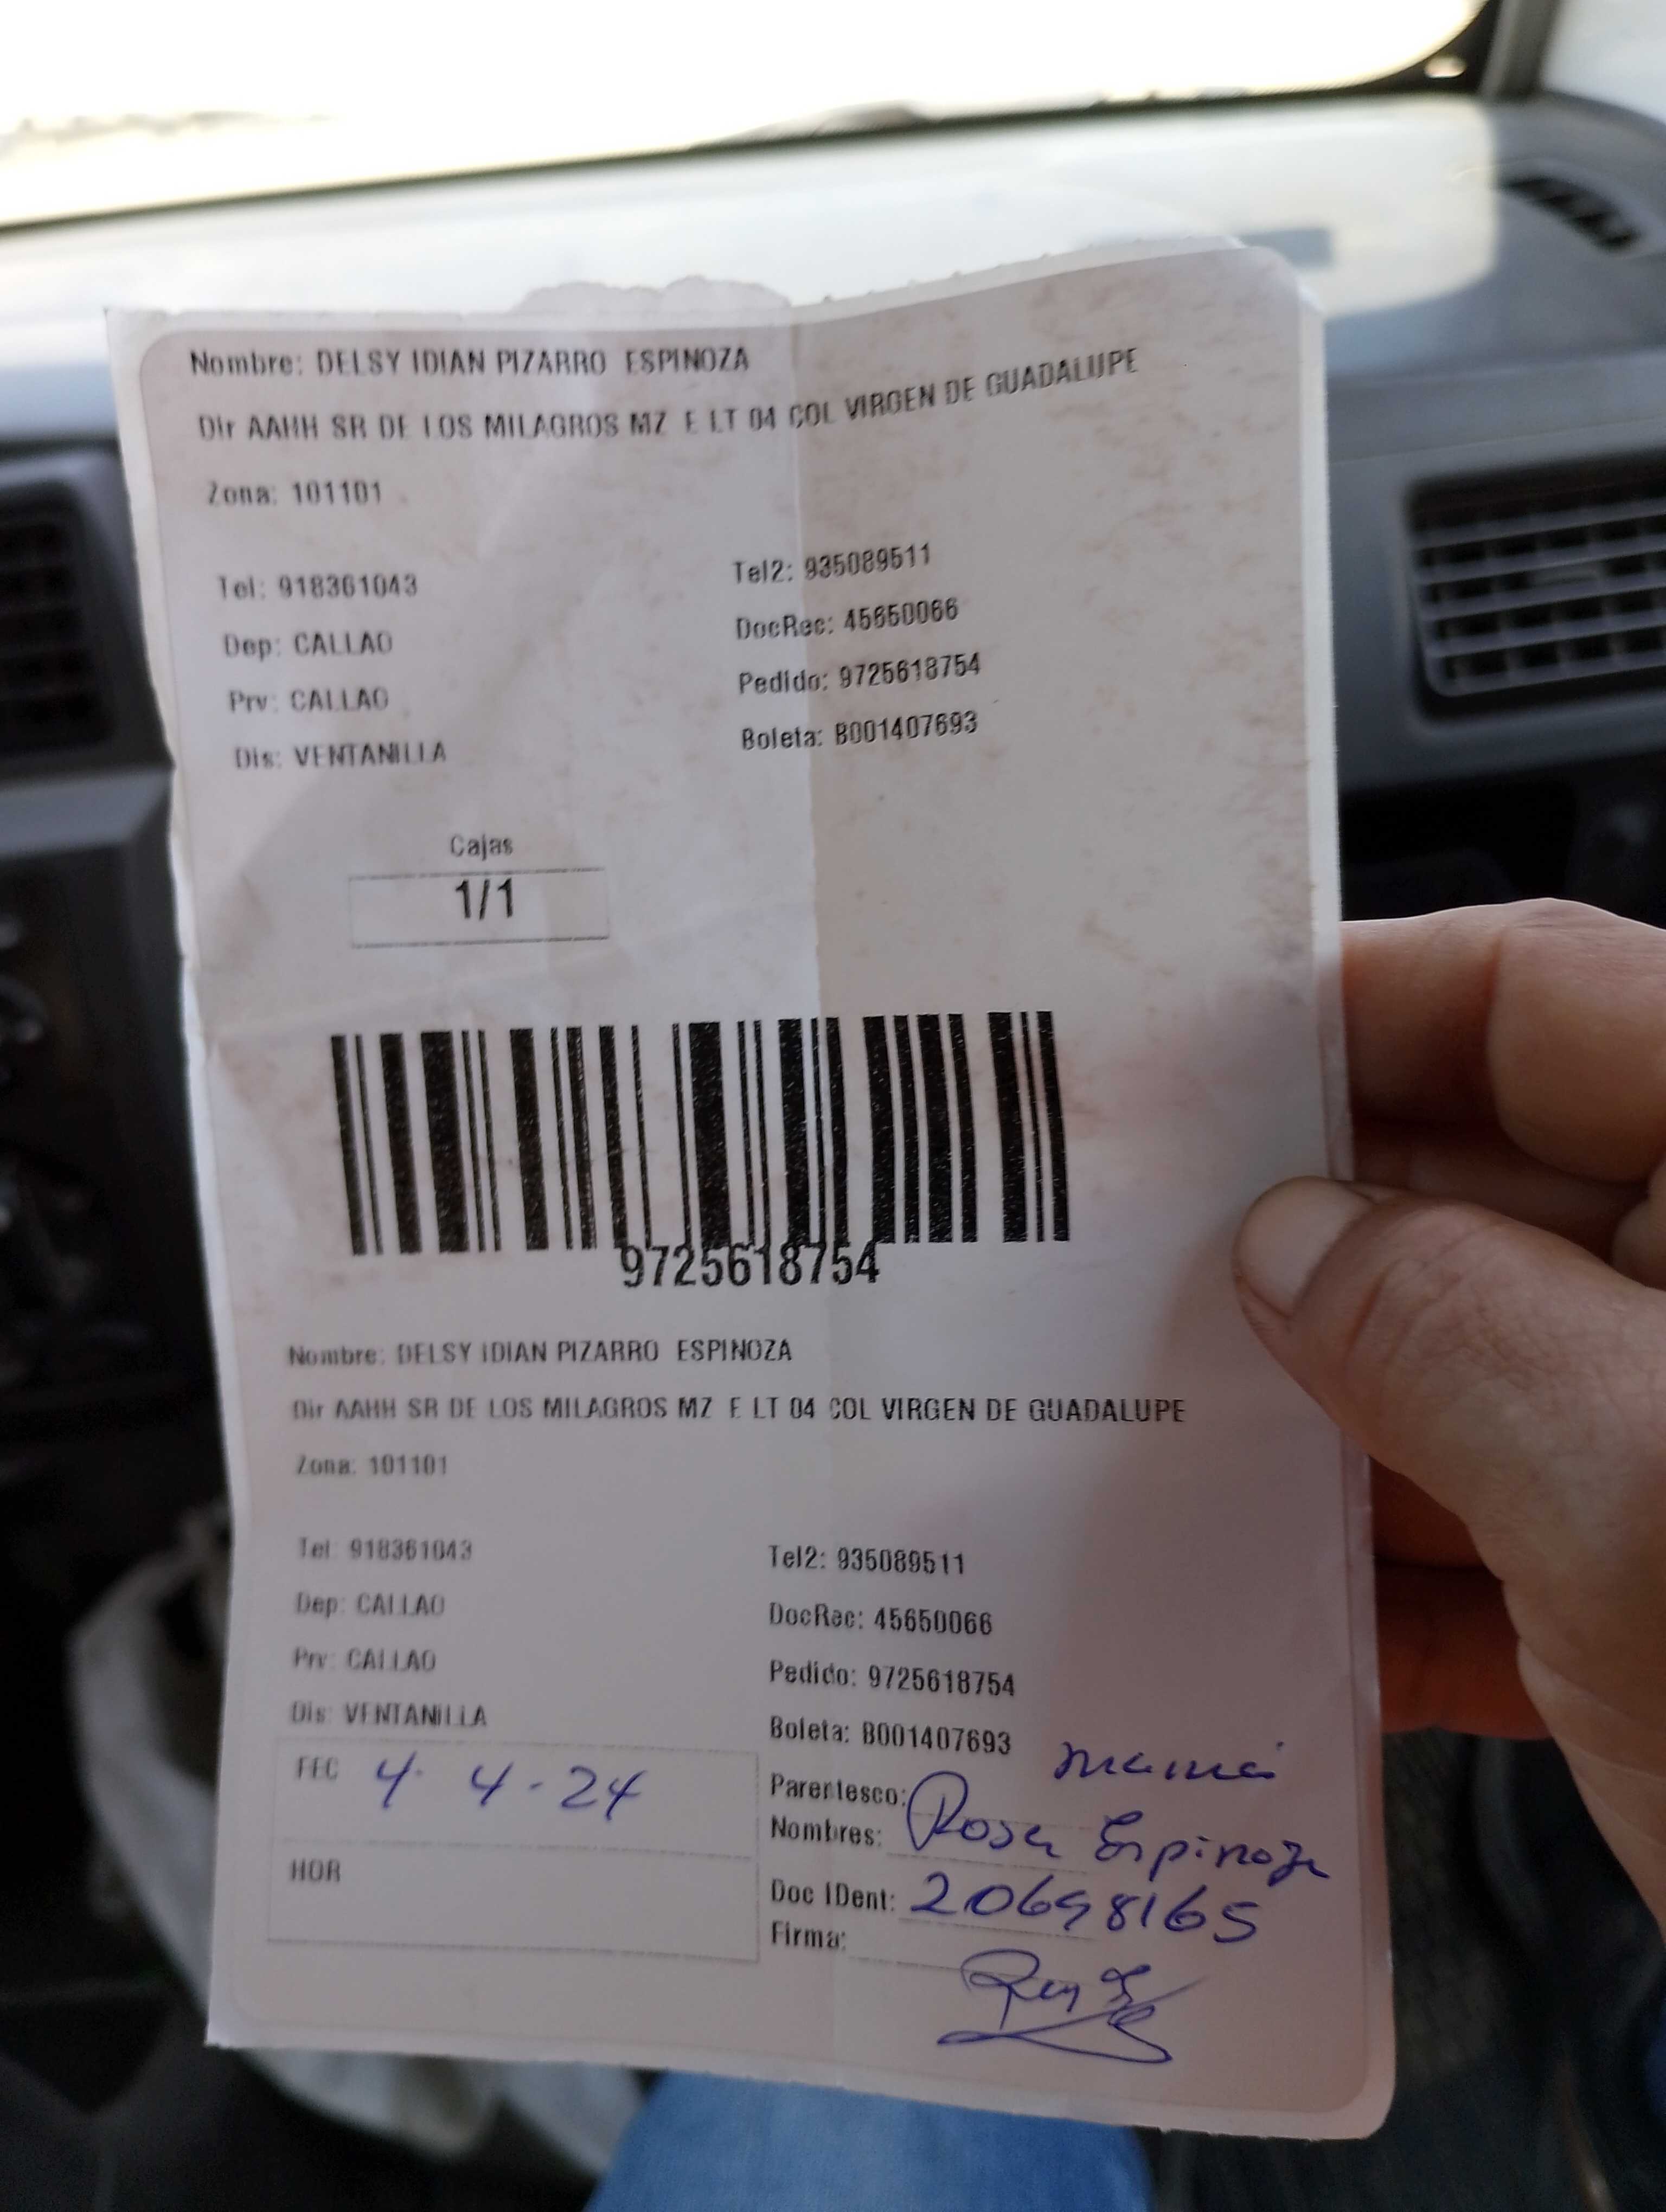 Nombre: DELSY IDIAN PIZARRO ESPINOZA
Dir AAHH SR DE LOS MILAGROS MZ E LT 04 COL VIRGEN DE GUADALUPE
Zona: 101101
Tel: 918361043 Tel2: 935089511
Dep: CALLAO DocRec: 45650066
Prv: CALLAO Pedido: 9725618754
Dis: VENTANILLA Boleta: B001407693
Cajas
1/1
9725618754
Nombre: DELSY IDIAN PIZARRO ESPINOZA
Dir AAHH SR DE LOS MILAGROS MZ E LT 04 COL VIRGEN DE GUADALUPE
Zona: 101101
Tel: 918361043 Tel2: 935089511
Dep: CALLAO DocRec: 45650066
Prv: CALLAO Pedido: 9725618754
Dis: VENTANILLA Boleta: B001407693
FEC 4-4-24 Parentesco: mamá
Nombres: Rosa Espinoza
HOR Doc IDent: 20698165
Firma: